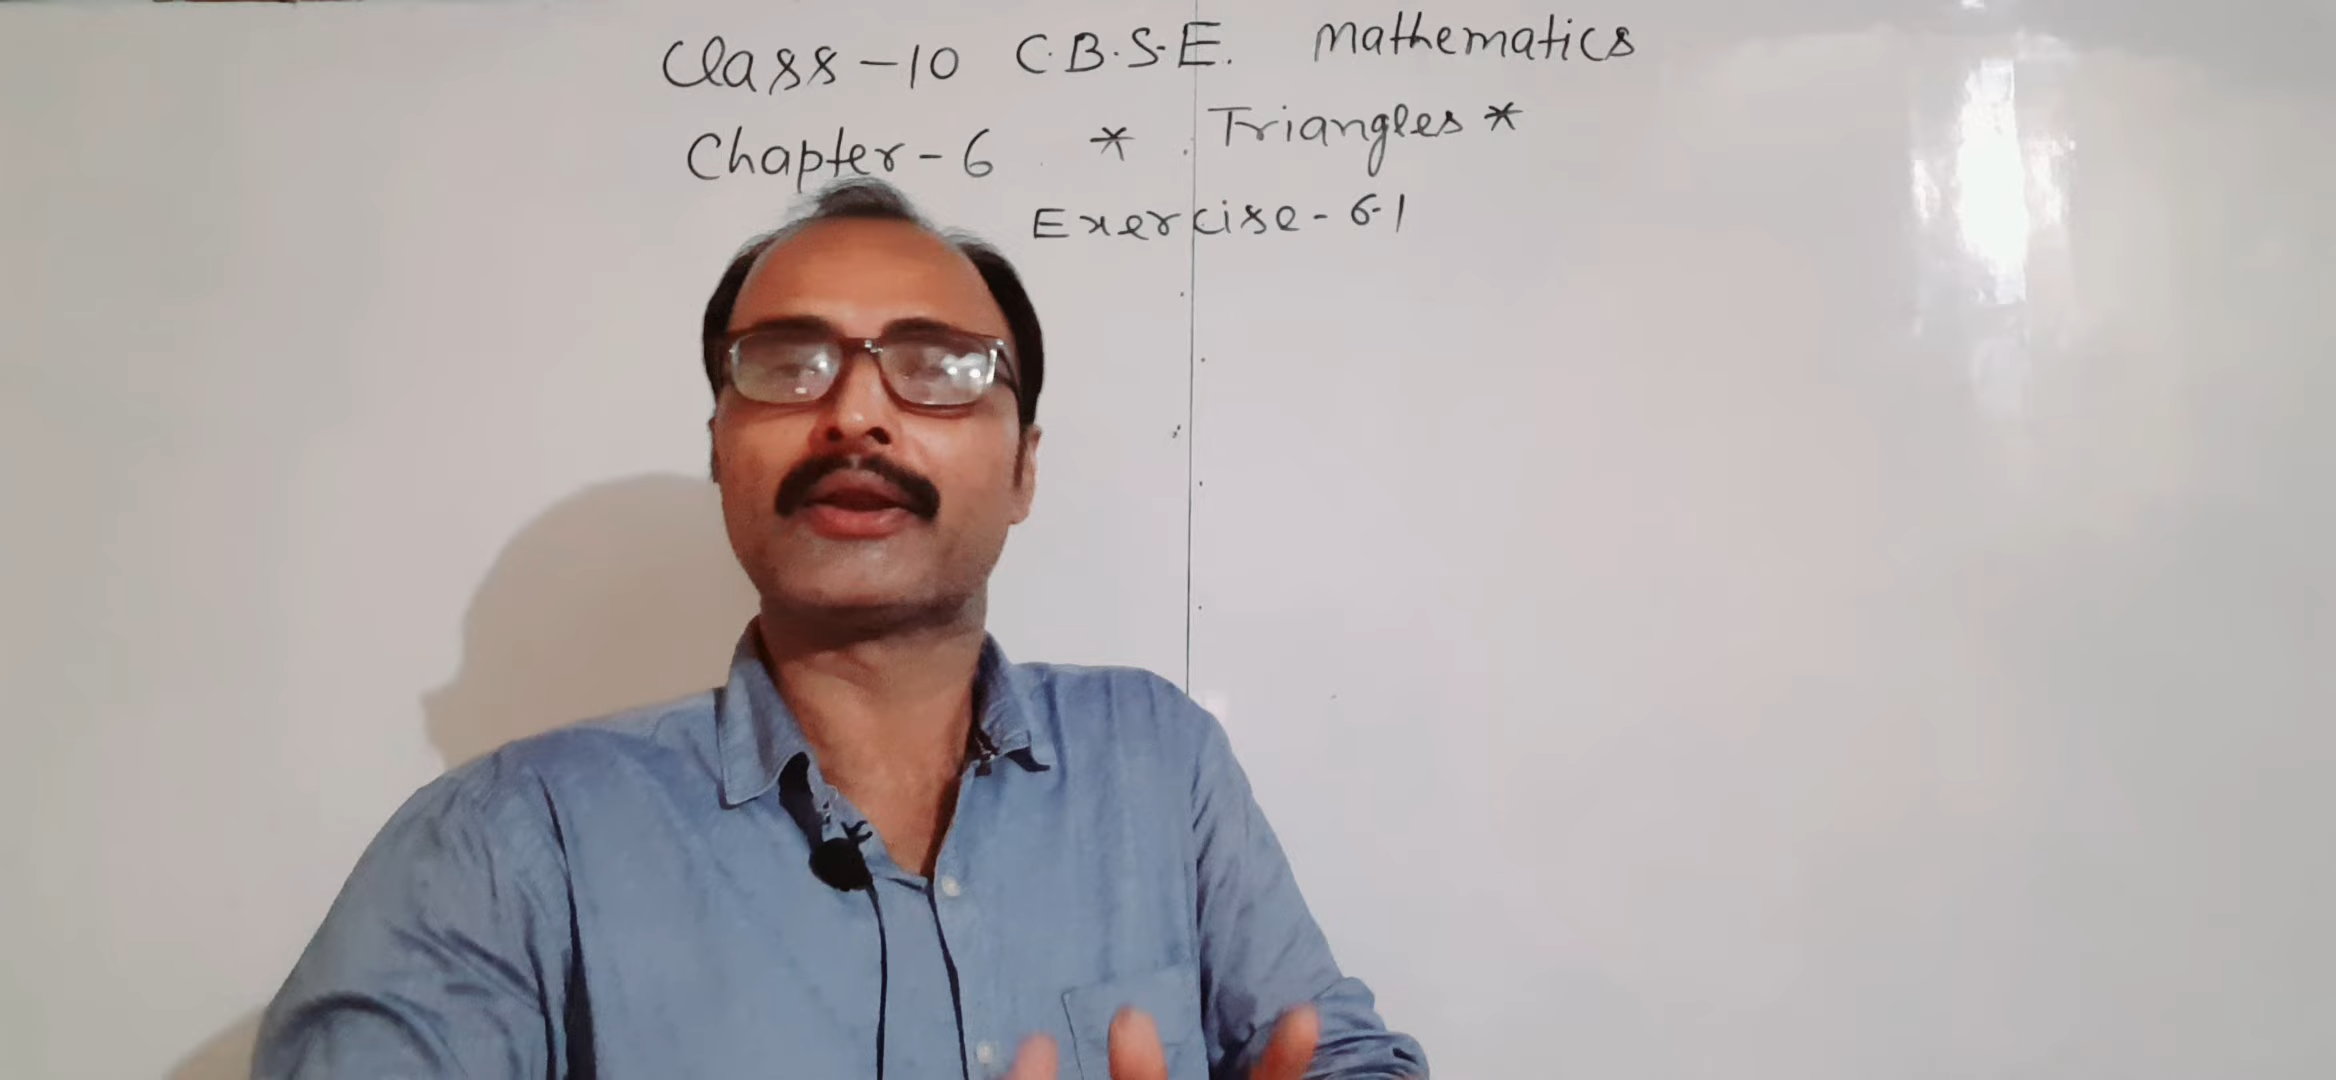 Class-10 C.B.S.E. Mathematics
Chapter-6 * Triangles *
Exercise-6.1